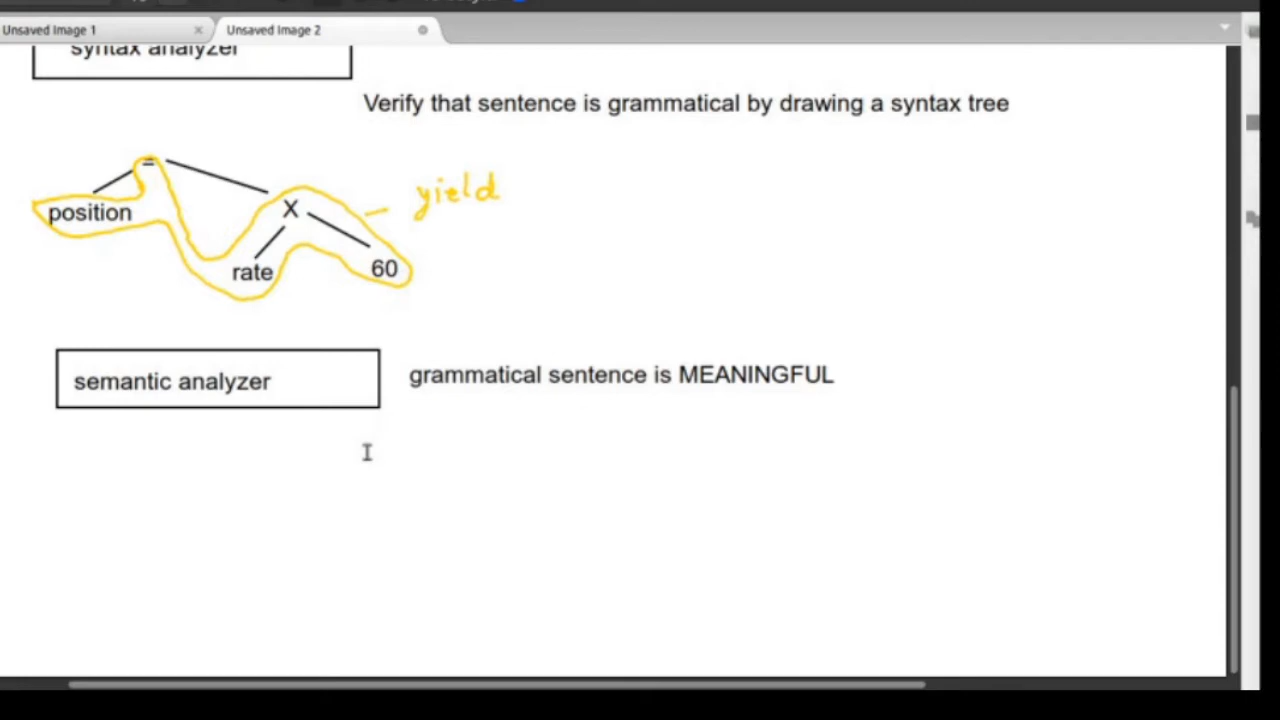 Unsaved Image 1
Unsaved Image 2
syntax analyzer
Verify that sentence is grammatical by drawing a syntax tree
=
position
X
yield
rate
60
semantic analyzer
grammatical sentence is MEANINGFUL